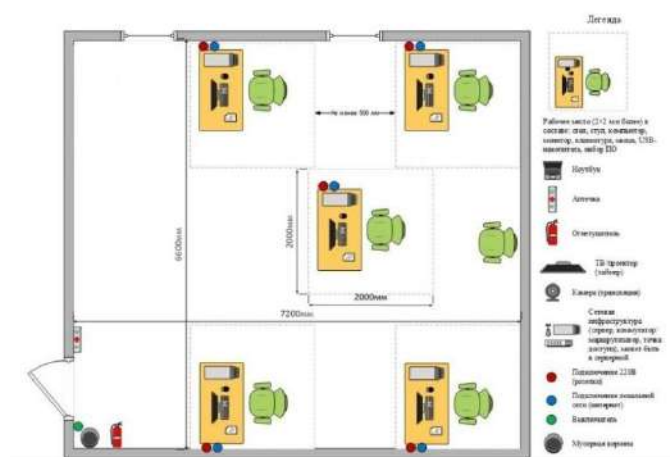 Легенда
Не менее 500 мм
Рабочее место (2×2 м и более) в
составе: стол, стул, компьютер,
монитор, клавиатура, мышь, USB-
накопитель, набор ПО
Ноутбук
Аптечка
Огнетушитель
6600мм
2000мм
2000мм
7200мм
ТВ/проектор
Камера (трансляция)
Сетевая
инфраструктура
(сервер, коммутатор
маршрутизатор, точка
доступа), может быть
в серверной
Подключение 220В
(розетка)
Подключение локальной
сети (интернет)
Выключатель
Мусорная корзина